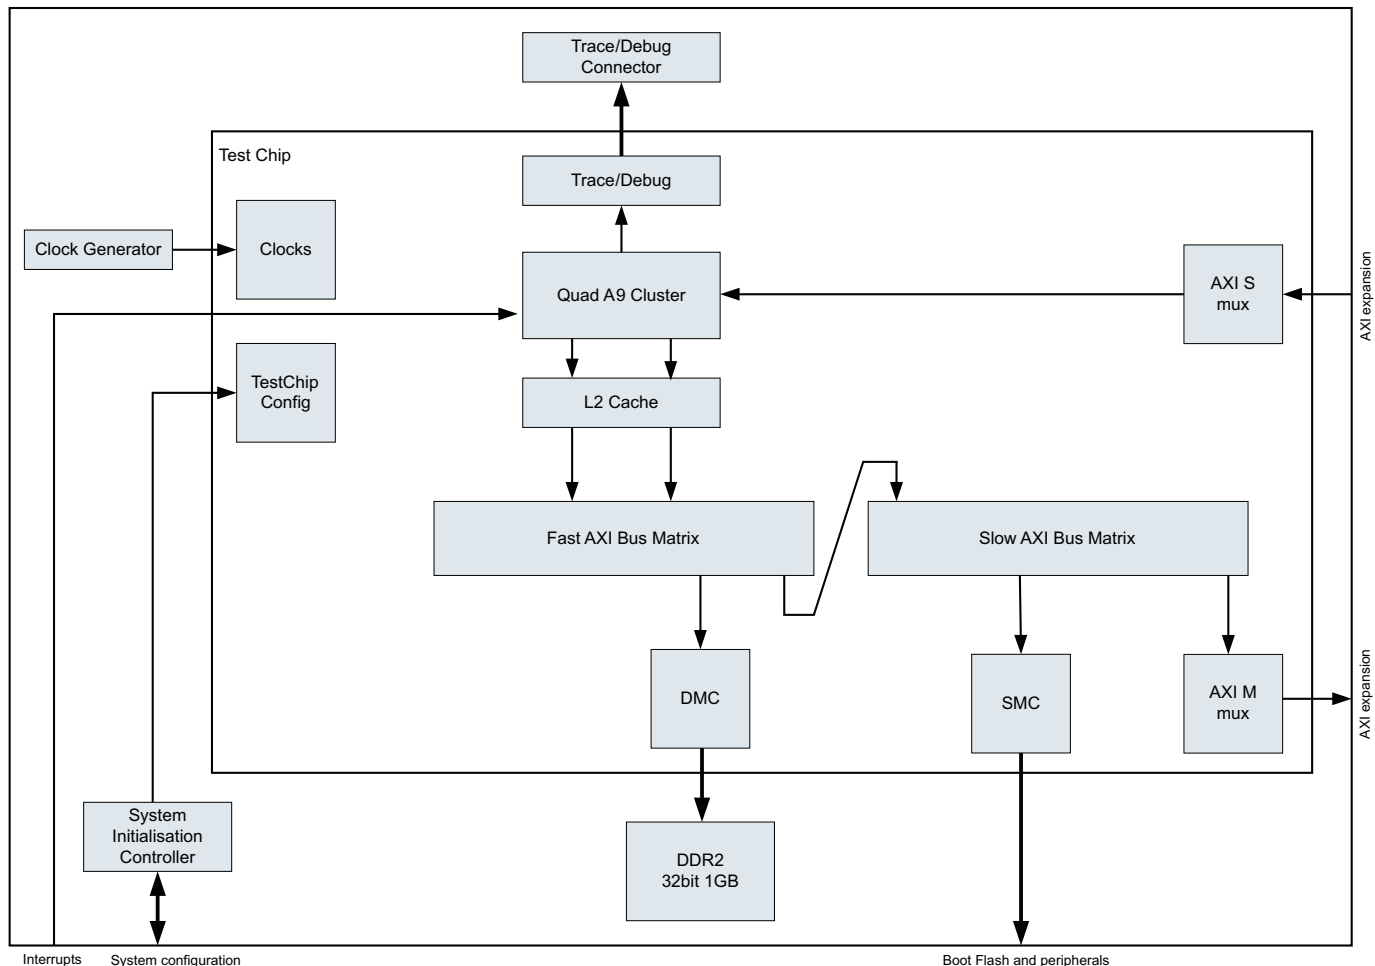 Trace/Debug
Connector
Test Chip
Trace/Debug
Clock Generator
Clocks
Quad A9 Cluster
AXI S
mux
AXI expansion
TestChip
Config
L2 Cache
Fast AXI Bus Matrix
Slow AXI Bus Matrix
DMC
SMC
AXI M
mux
AXI expansion
System
Initialisation
Controller
DDR2
32bit 1GB
Interrupts
System configuration
Boot Flash and peripherals